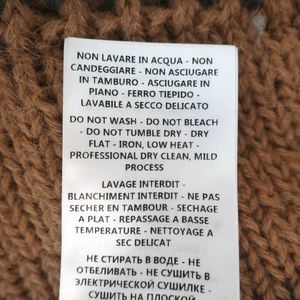 NON LAVARE IN ACQUA - NON
CANDEGGIARE - NON ASCIUGARE
IN TAMBURO - ASCIUGARE IN
PIANO - FERRO TIEPIDO -
LAVABILE A SECCO DELICATO
DO NOT WASH - DO NOT BLEACH
- DO NOT TUMBLE DRY - DRY
FLAT - IRON, LOW HEAT -
PROFESSIONAL DRY CLEAN, MILD
PROCESS
LAVAGE INTERDIT -
BLANCHIMENT INTERDIT - NE PAS
SECHER EN TAMBOUR - SECHAGE
A PLAT - REPASSAGE A BASSE
TEMPERATURE - NETTOYAGE A
SEC DELICAT
НЕ СТИРАТЬ В ВОДЕ - НЕ
ОТБЕЛИВАТЬ - НЕ СУШИТЬ В
ЭЛЕКТРИЧЕСКОЙ СУШИЛКЕ -
СУШИТЬ НА ПЛОСКОЙ